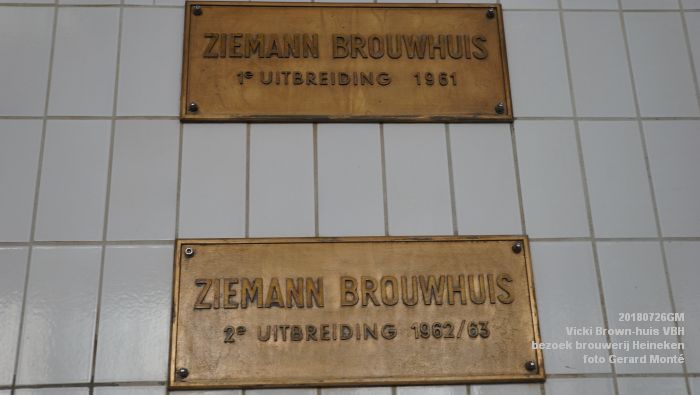 ZIEMANN BROUWHUIS
1e UITBREIDING 1961
ZIEMANN BROUWHUIS
2e UITBREIDING 1962/63
20180726GM
Vicki Brown-huis VBH
bezoek brouwerij Heineken
foto Gerard Monté